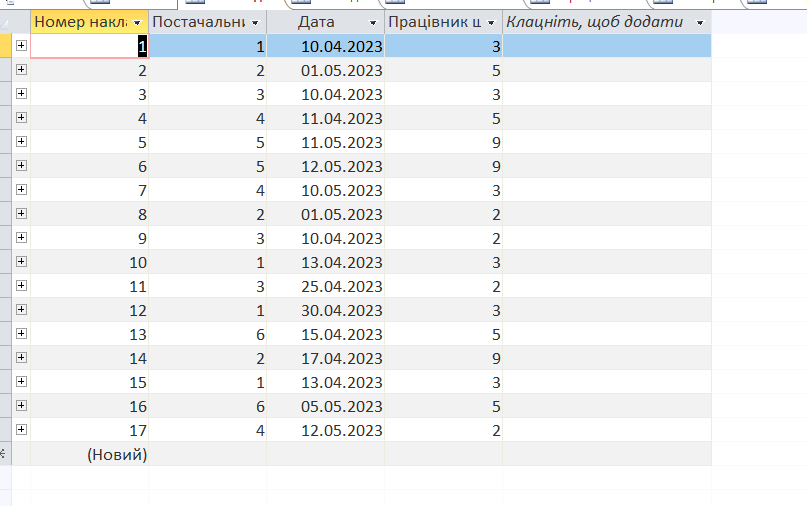 Номер накла Постачальни Дата Працівник щ Клацніть, щоб додати
1 1 10.04.2023 3
2 2 01.05.2023 5
3 3 10.04.2023 3
4 4 11.04.2023 5
5 5 11.05.2023 9
6 5 12.05.2023 9
7 4 10.05.2023 3
8 2 01.05.2023 2
9 3 10.04.2023 2
10 1 13.04.2023 3
11 3 25.04.2023 2
12 1 30.04.2023 3
13 6 15.04.2023 5
14 2 17.04.2023 9
15 1 13.04.2023 3
16 6 05.05.2023 5
17 4 12.05.2023 2
(Новий)